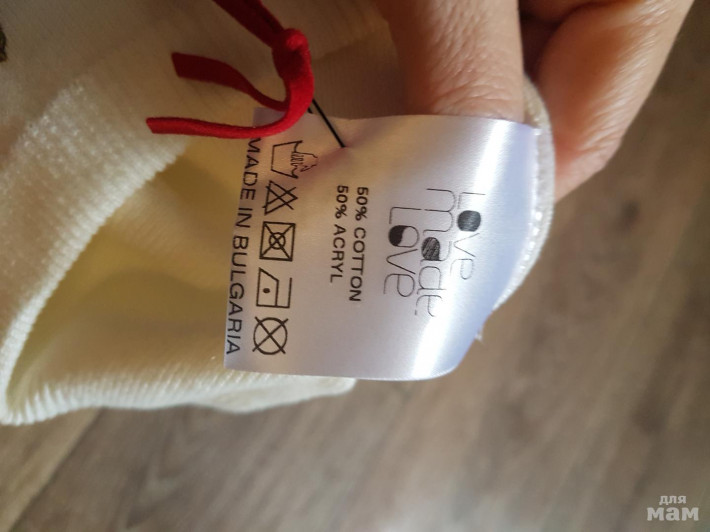 Love
made
Love
50% COTTON
50% ACRYL
MADE IN BULGARIA
для
мам